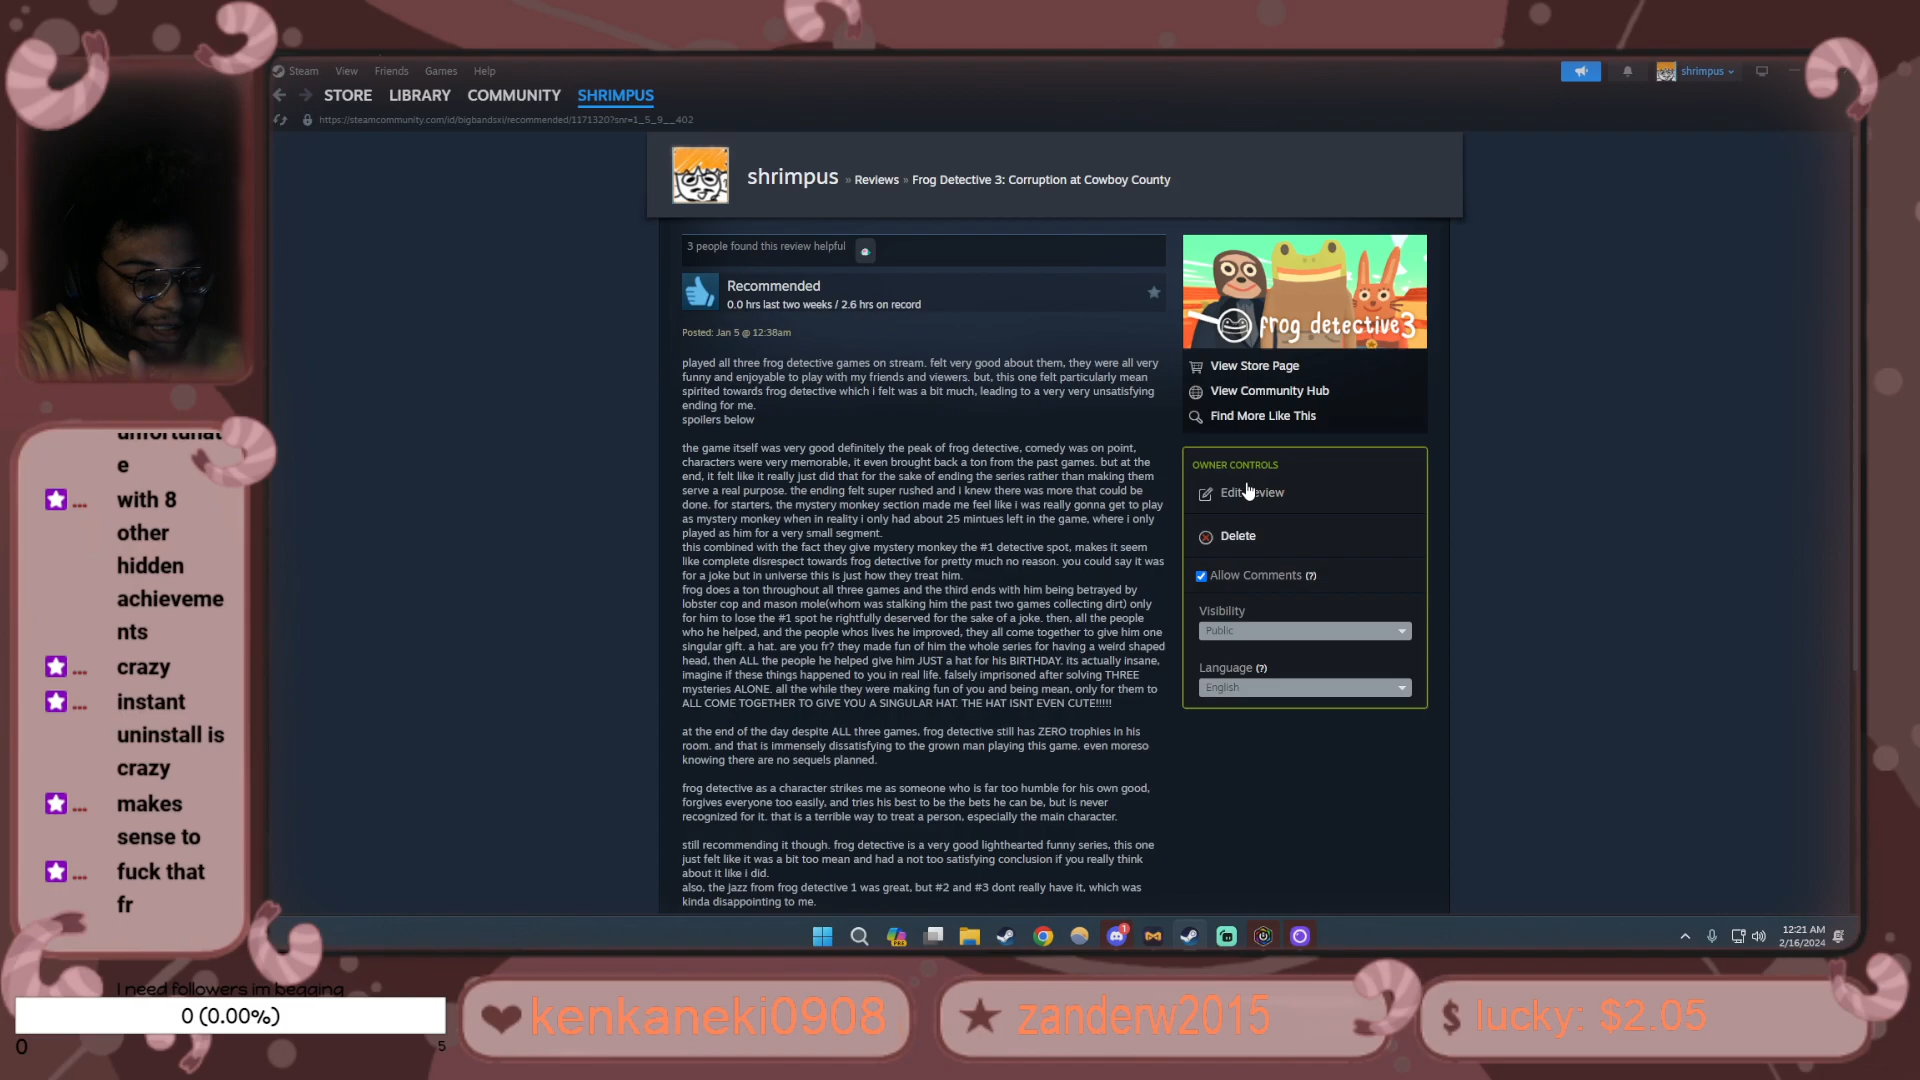 Steam View Friends Games Help
shrimpus
STORE LIBRARY COMMUNITY SHRIMPUS
https://steamcommunity.com/id/bigbandsxi/recommended/1171320?snr=1_5_9__402
shrimpus » Reviews » Frog Detective 3: Corruption at Cowboy County
3 people found this review helpful
Recommended
0.0 hrs last two weeks / 2.6 hrs on record
Posted: Jan 5 @ 12:38am
played all three frog detective games on stream. felt very good about them, they were all very
funny and enjoyable to play with my friends and viewers. but, this one felt particularly mean
spirited towards frog detective which i felt was a bit much, leading to a very very unsatisfying
ending for me.
spoilers below
the game itself was very good definitely the peak of frog detective, comedy was on point,
characters were very memorable, it even brought back a ton from the past games. but at the
end, it felt like it really just did that for the sake of ending the series rather than making them
serve a real purpose. the ending felt super rushed and i knew there was more that could be
done. for starters, the mystery monkey section made me feel like i was really gonna get to play
as mystery monkey when in reality i only had about 25 mintues left in the game, where i only
played as him for a very small segment.
this combined with the fact they give mystery monkey the #1 detective spot, makes it seem
like complete disrespect towards frog detective for pretty much no reason. you could say it was
for a joke but in universe this is just how they treat him.
frog does a ton throughout all three games and the third ends with him being betrayed by
lobster cop and mason mole(whom was stalking him the past two games collecting dirt) only
for him to lose the #1 spot he rightfully deserved for the sake of a joke. then, all the people
who he helped, and the people whos lives he improved, they all come together to give him one
singular gift. a hat. are you fr? they made fun of him the whole series for having a weird shaped
head, then ALL the people he helped give him JUST a hat for his BIRTHDAY. its actually insane,
imagine if these things happened to you in real life. falsely imprisoned after solving THREE
mysteries ALONE. all the while they were making fun of you and being mean, only for them to
ALL COME TOGETHER TO GIVE YOU A SINGULAR HAT. THE HAT ISNT EVEN CUTE!!!!!
at the end of the day despite ALL three games, frog detective still has ZERO trophies in his
room. and that is immensely dissatisfying to the grown man playing this game. even moreso
knowing there are no sequels planned.
frog detective as a character strikes me as someone who is far too humble for his own good,
forgives everyone too easily, and tries his best to be the bets he can be, but is never
recognized for it. that is a terrible way to treat a person, especially the main character.
still recommending it though. frog detective is a very good lighthearted funny series, this one
just felt like it was a bit too mean and had a not too satisfying conclusion if you really think
about it like i did.
also, the jazz from frog detective 1 was great, but #2 and #3 dont really have it, which was
kinda disappointing to me.
frog detective 3
View Store Page
View Community Hub
Find More Like This
OWNER CONTROLS
Edit review
Delete
Allow Comments (?)
Visibility
Public
Language (?)
English
unfortunat
e
... with 8
other
hidden
achieveme
nts
... crazy
... instant
uninstall is
crazy
... makes
sense to
... fuck that
fr
PRE
1
12:21 AM
2/16/2024
I need followers im begging
0 (0.00%)
0
5
kenkaneki0908
zanderw2015
$ lucky: $2.05